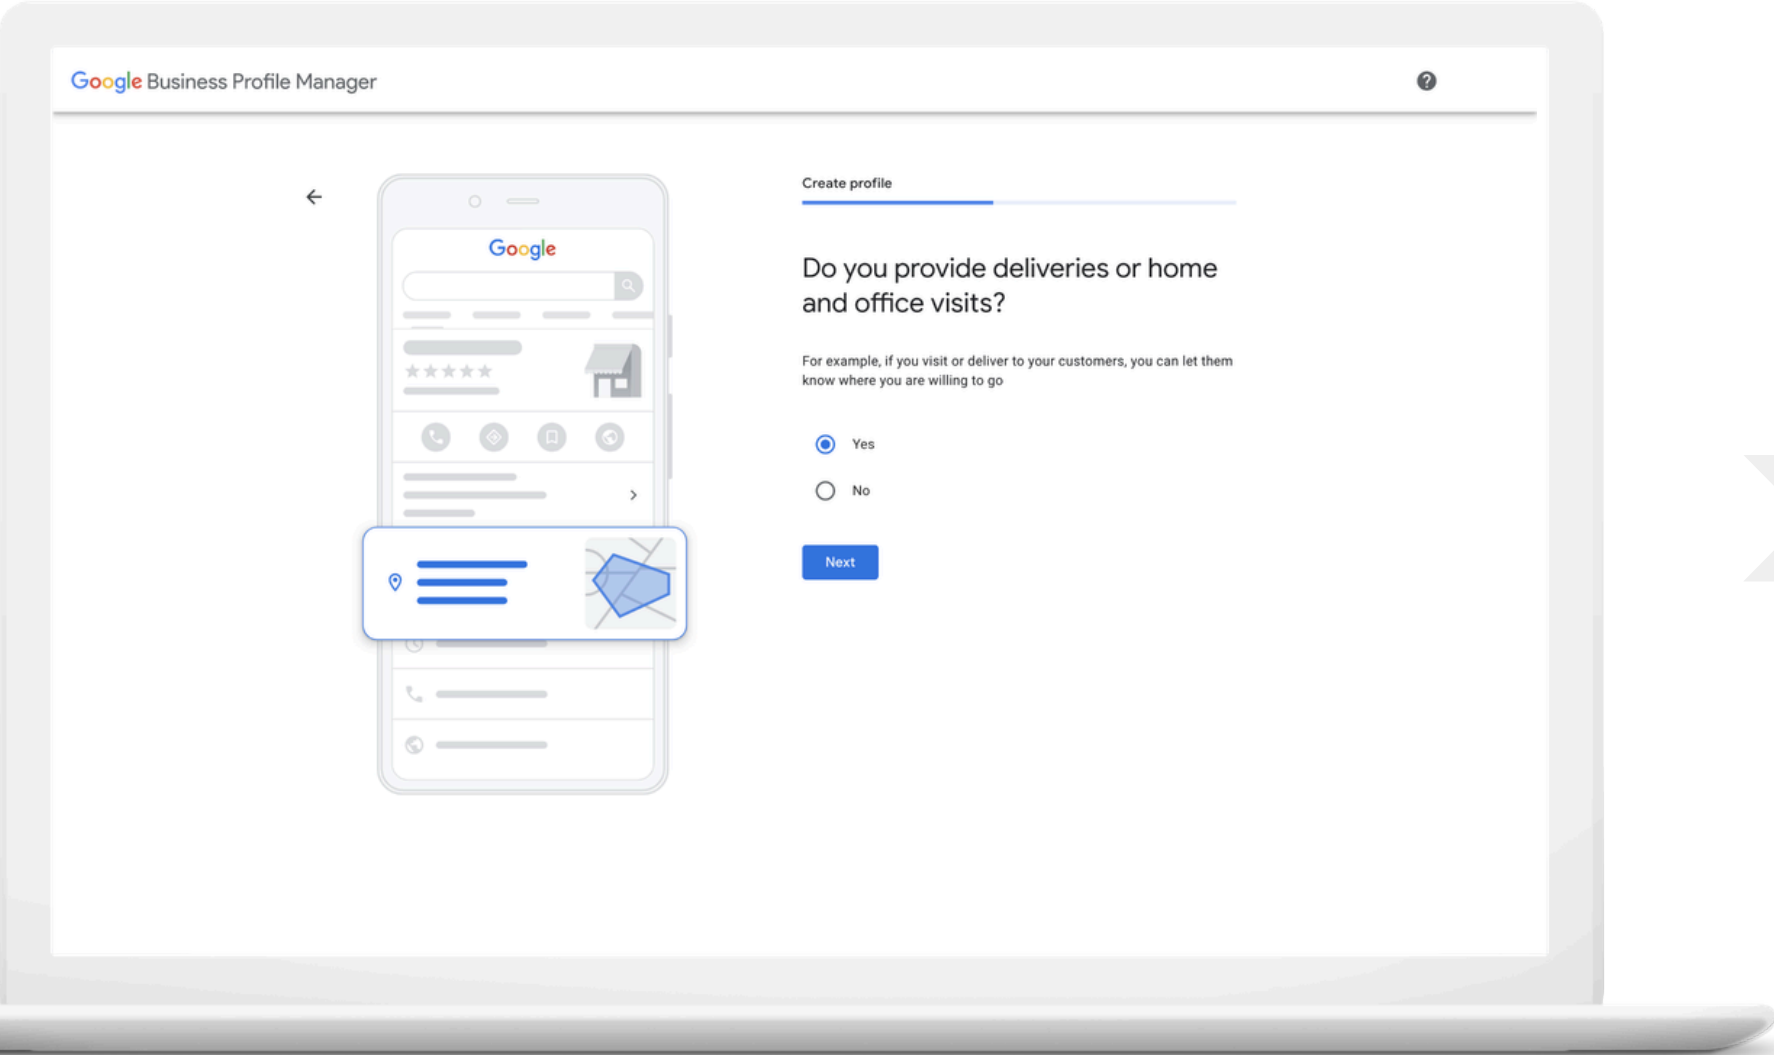 Google Business Profile Manager
Create profile
Google
Do you provide deliveries or home
and office visits?
For example, if you visit or deliver to your customers, you can let them
know where you are willing to go
Yes
No
Next